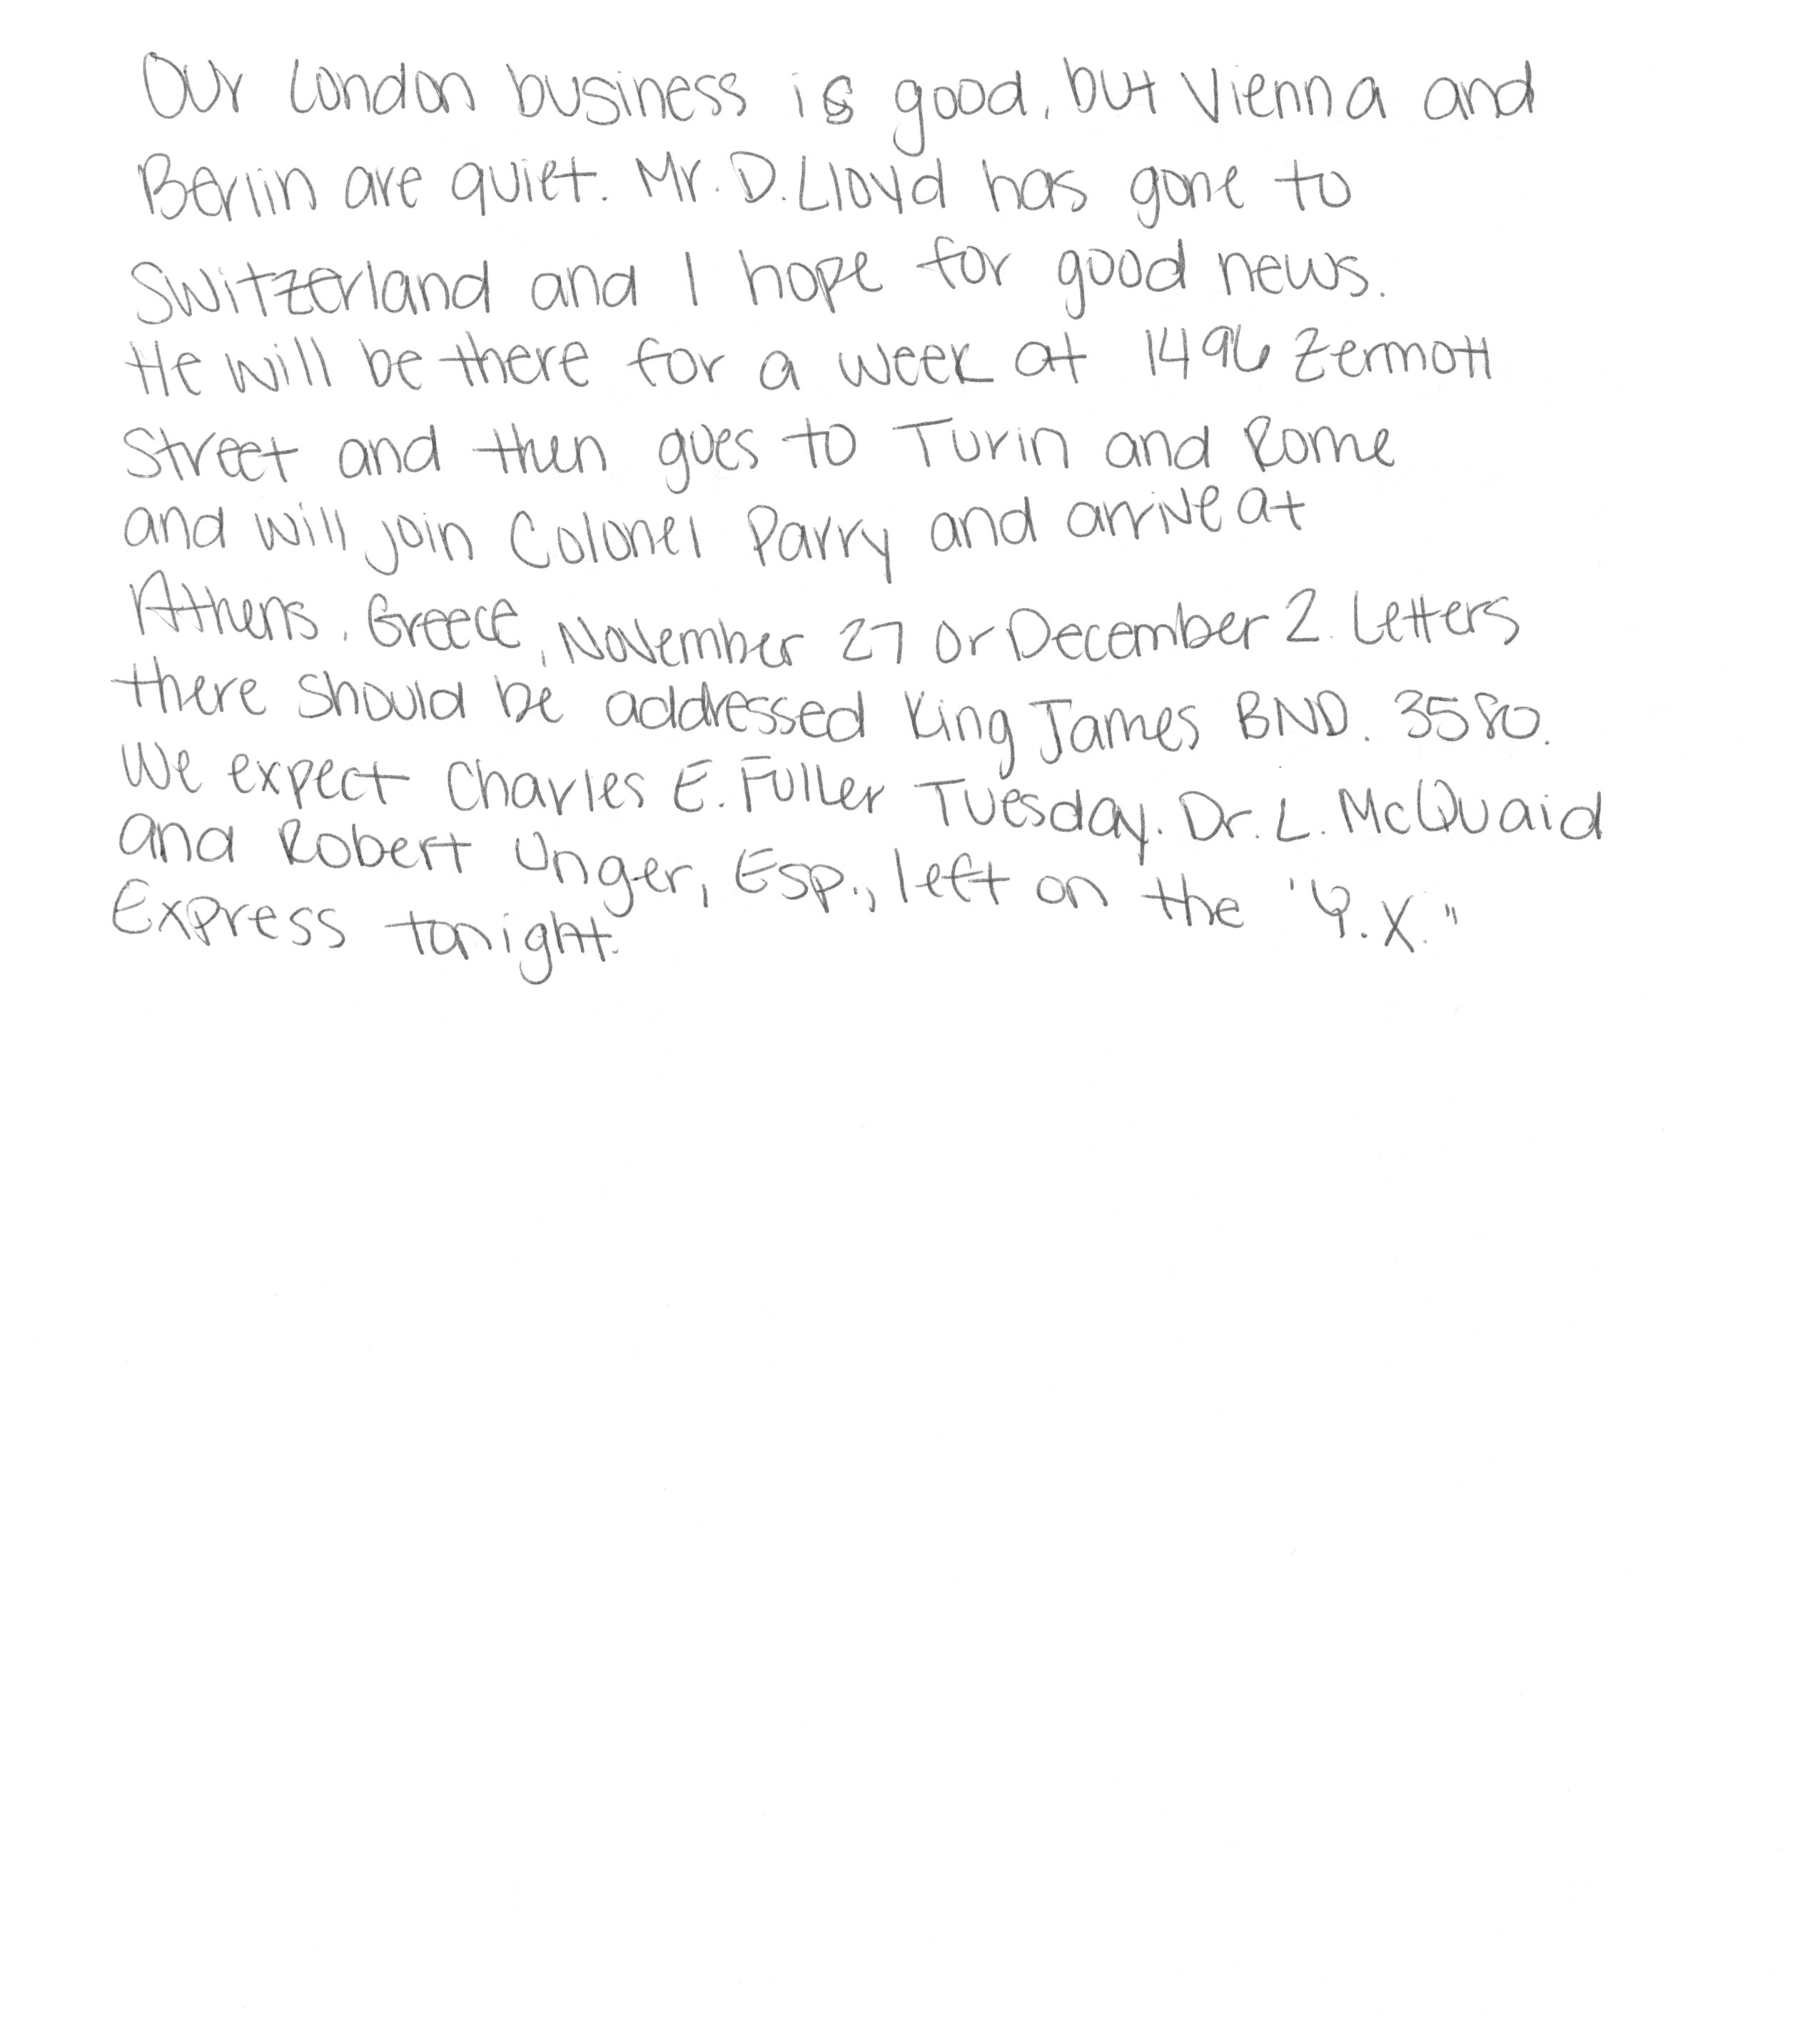 Our London business is good, but Vienna and
Berlin are quiet. Mr. D. Lloyd has gone to
Switzerland and I hope for good news.
He will be there for a week at 1496 Zermott
Street and then goes to Turin and Rome
and will join Colonel Parry and arrive at
Athens, Greece, November 27 or December 2. Letters
there should be addressed King James BND. 3580.
We expect Charles E. Fuller Tuesday. Dr. L. McQuaid
and Robert Unger, Esp., left on the "Y.X."
Express tonight.